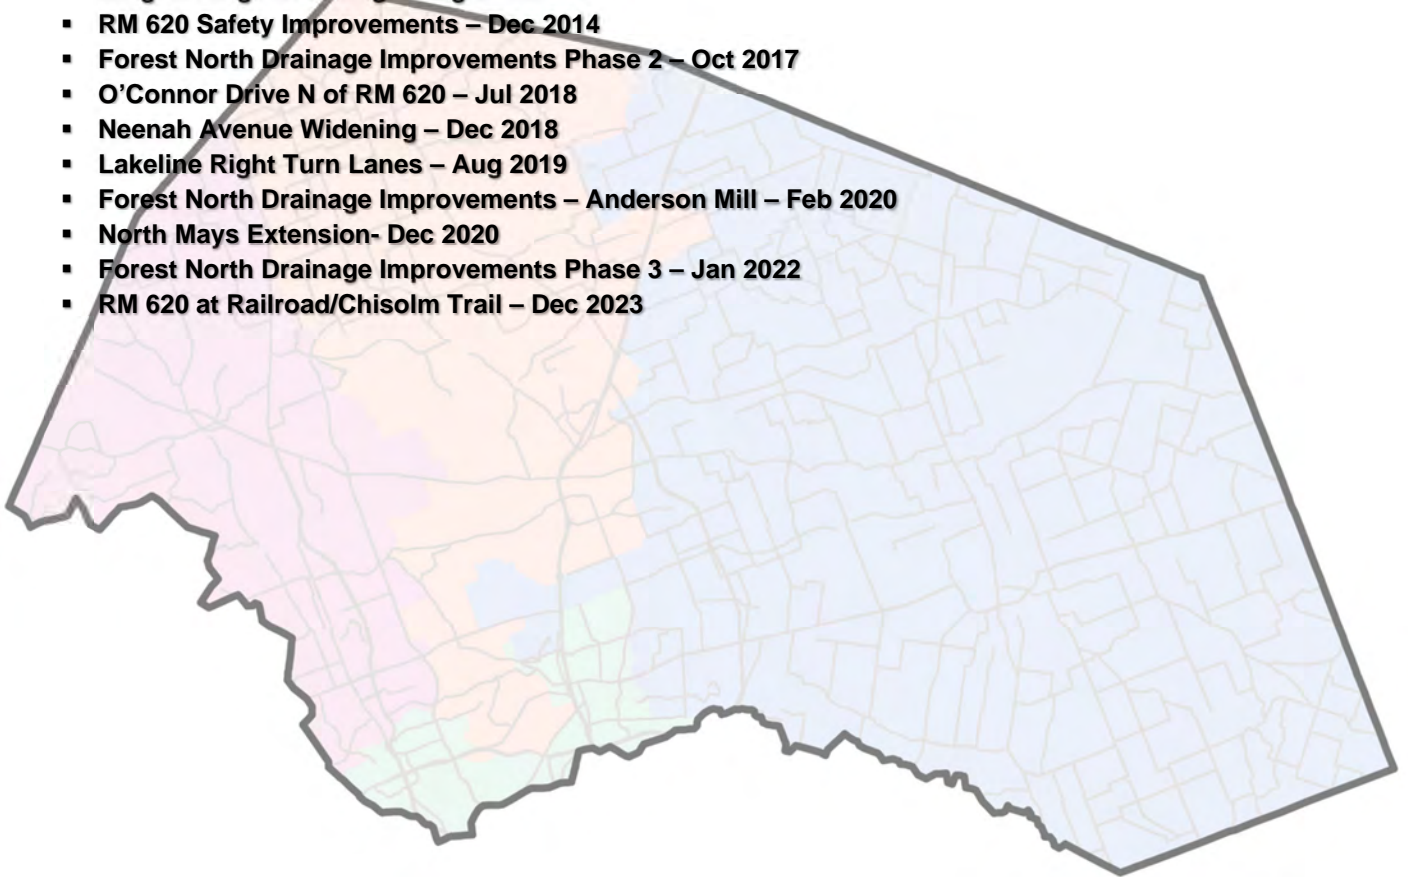 ▪ RM 620 Safety Improvements – Dec 2014
▪ Forest North Drainage Improvements Phase 2 – Oct 2017
▪ O’Connor Drive N of RM 620 – Jul 2018
▪ Neenah Avenue Widening – Dec 2018
▪ Lakeline Right Turn Lanes – Aug 2019
▪ Forest North Drainage Improvements – Anderson Mill – Feb 2020
▪ North Mays Extension- Dec 2020
▪ Forest North Drainage Improvements Phase 3 – Jan 2022
▪ RM 620 at Railroad/Chisolm Trail – Dec 2023